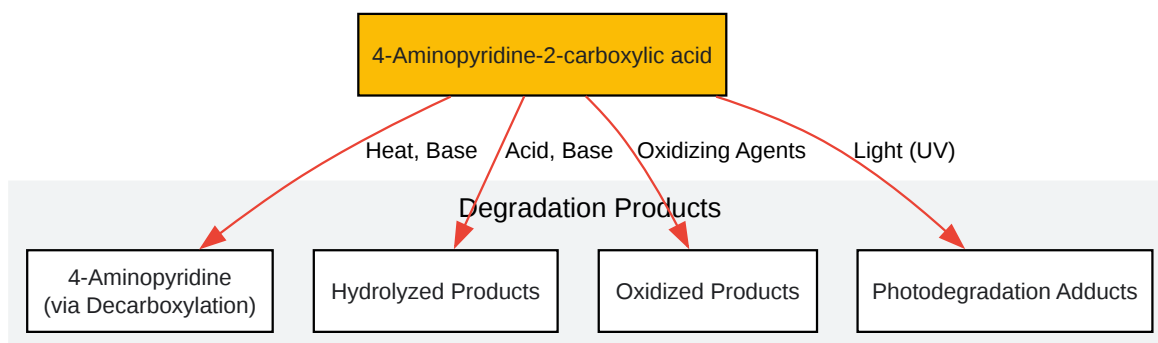 4-Aminopyridine-2-carboxylic acid
Heat, Base
Acid, Base
Oxidizing Agents
Light (UV)
Degradation Products
4-Aminopyridine
(via Decarboxylation)
Hydrolyzed Products
Oxidized Products
Photodegradation Adducts